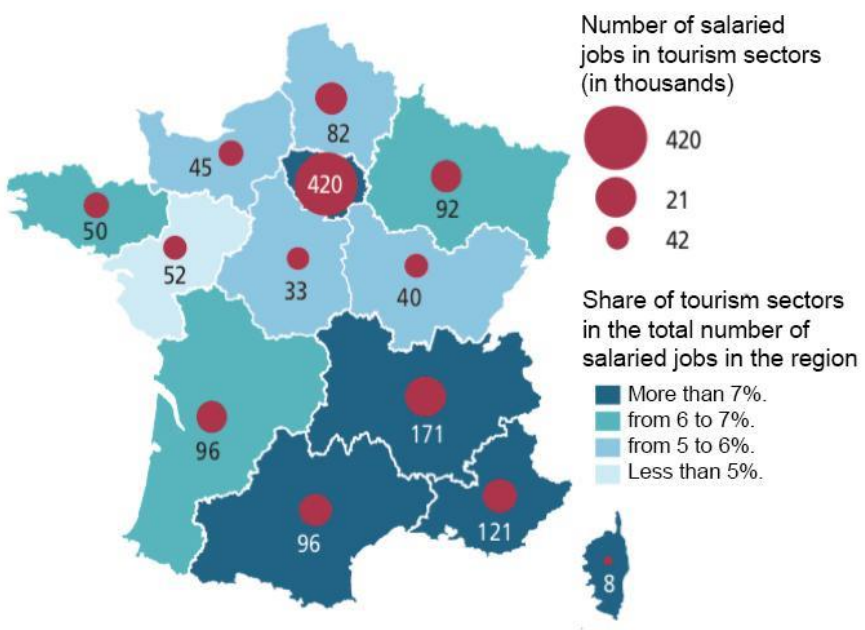 Number of salaried
jobs in tourism sectors
(in thousands)
420
21
42
82
45
420
92
50
52
33
40
Share of tourism sectors
in the total number of
salaried jobs in the region
More than 7%.
from 6 to 7%.
from 5 to 6%.
Less than 5%.
171
96
121
96
8